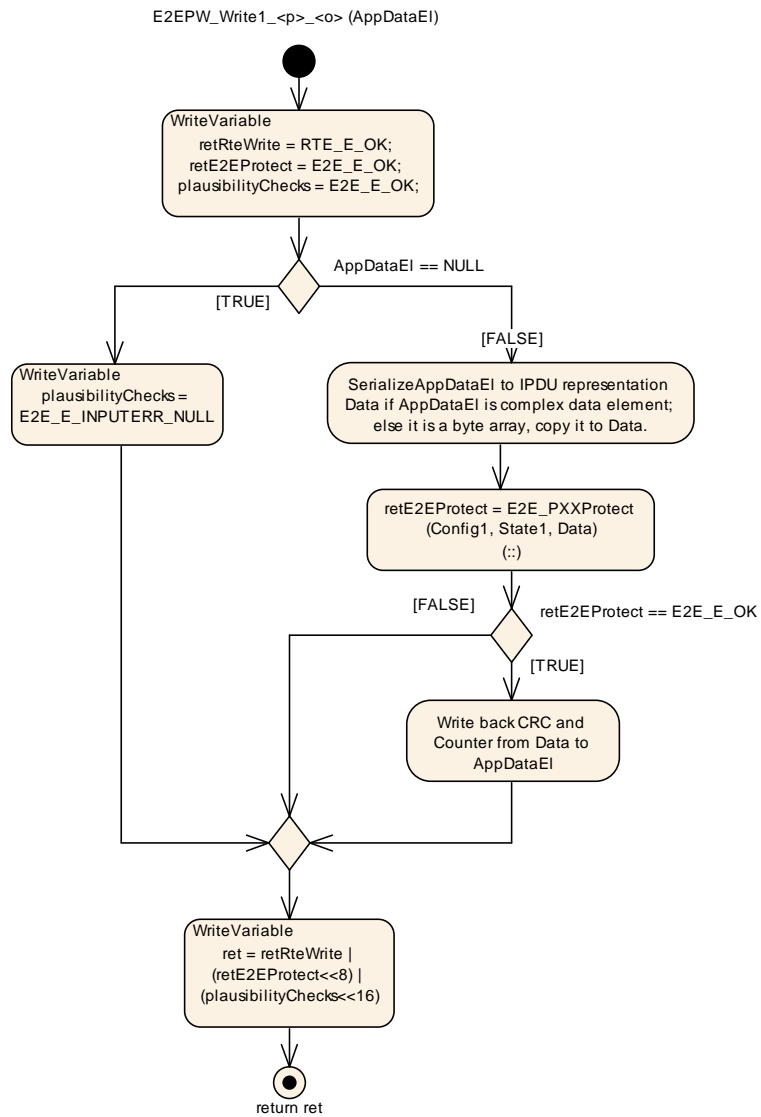 E2EPW_Write1_<p>_<o> (AppDataEl)
WriteVariable
retRteWrite = RTE_E_OK;
retE2EProtect = E2E_E_OK;
plausibilityChecks = E2E_E_OK;
AppDataEl == NULL
[TRUE]
[FALSE]
WriteVariable
plausibilityChecks =
E2E_E_INPUTERR_NULL
SerializeAppDataEl to IPDU representation
Data if AppDataEl is complex data element;
else it is a byte array, copy it to Data.
retE2EProtect = E2E_PXXProtect
(Config1, State1, Data)
(::)
[FALSE]
retE2EProtect == E2E_E_OK
[TRUE]
Write back CRC and
Counter from Data to
AppDataEl
WriteVariable
ret = retRteWrite |
(retE2EProtect<<8) |
(plausibilityChecks<<16)
return ret